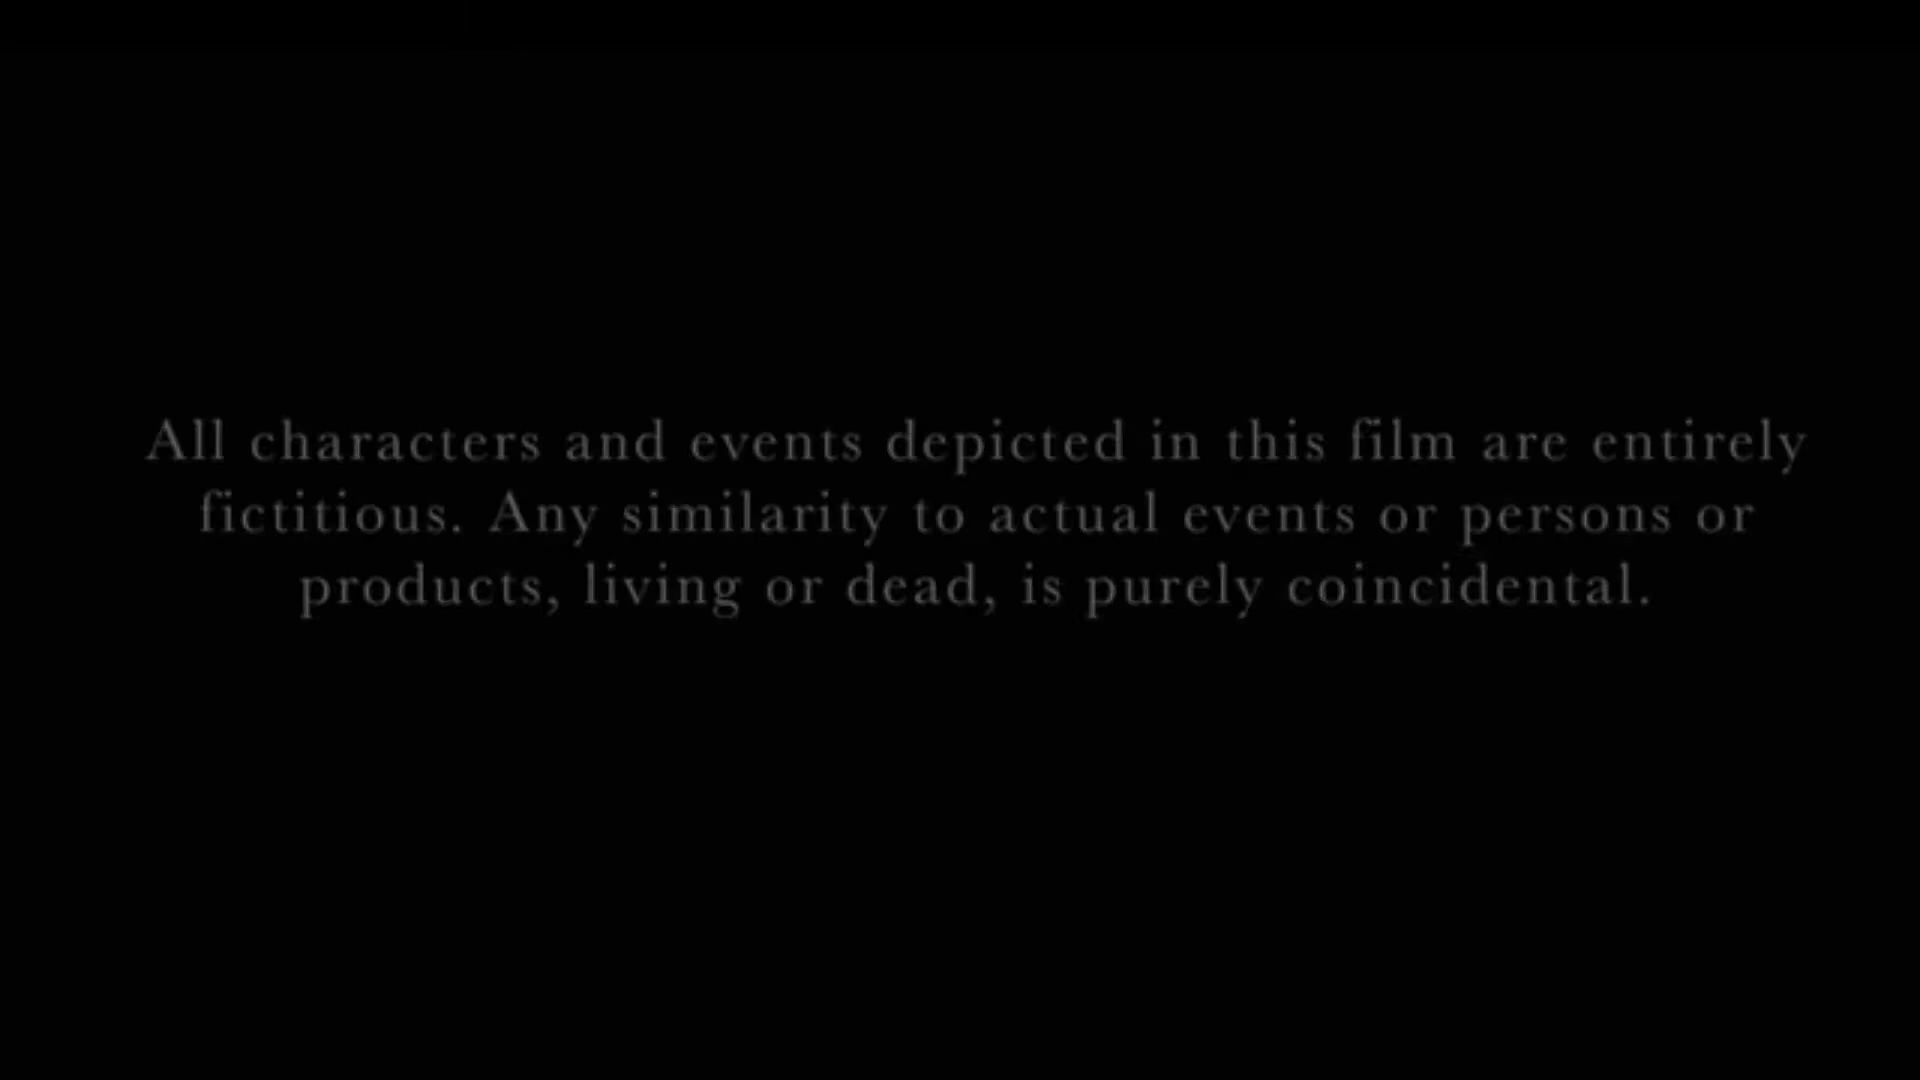 All characters and events depicted in this film are entirely
fictitious. Any similarity to actual events or persons or
products, living or dead, is purely coincidental.